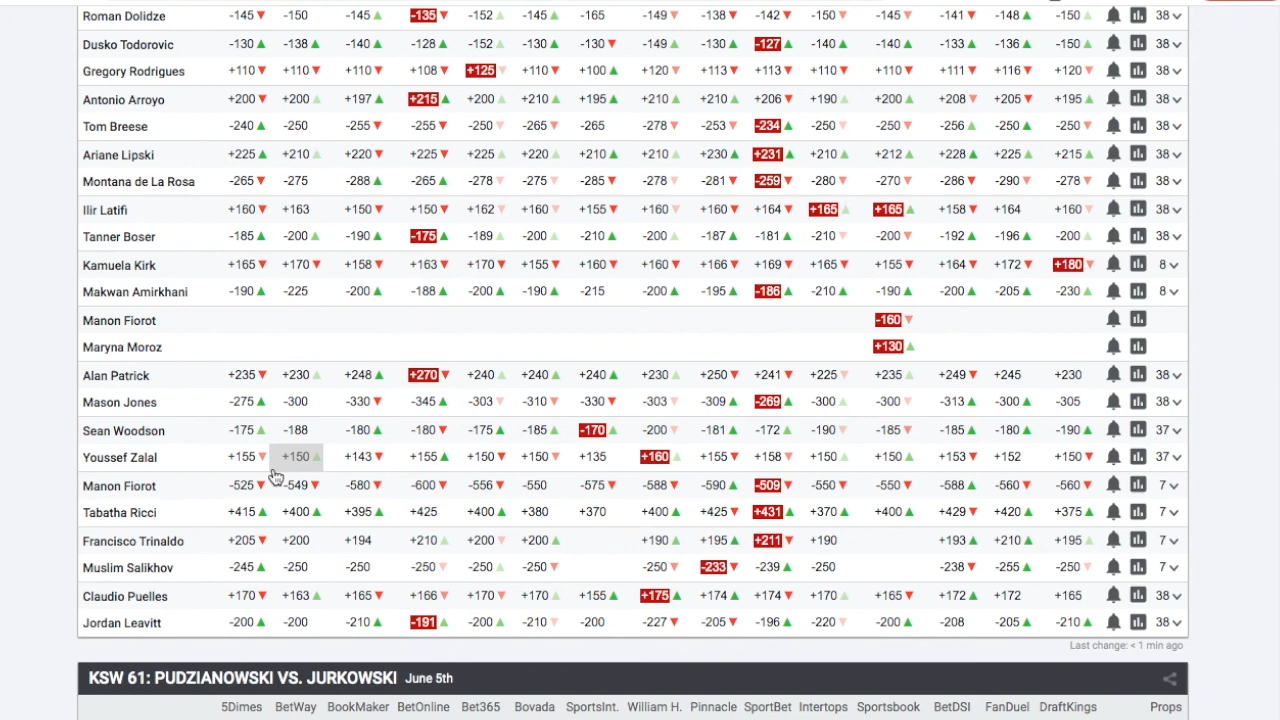 Roman Dolidze -145 -150 -145 -135 -152 -145 -165 -149 -138 -142 -150 -145 -141 -148 -150 38
Dusko Todorovic -130 -138 -140 128 -152 -130 -130 -149 130 -127 -140 140 -133 -136 -150 38
Gregory Rodrigues +110 +110 +110 +108 +125 +110 +100 +120 +113 +113 +110 -110 +111 +116 +120 38
Antonio Arroyo +200 +200 +197 +215 +200 +210 +195 +210 +210 +206 +190 +200 +208 +205 +195 38
Tom Breese -240 -250 -255 -255 -250 -265 -265 -278 -253 -234 -250 250 -256 -250 -250 38
Ariane Lipski +225 +210 +220 +225 +225 +220 +210 +210 +230 +231 +210 +212 +228 +225 +215 38
Montana de La Rosa -265 -275 -288 265 -278 -275 -285 -278 -281 -259 -280 -270 -286 -290 -278 38
Ilir Latifi +160 +163 +150 150 +162 +160 +155 +160 60 +164 +165 +165 +158 +164 +160 38
Tanner Boser -185 -200 -190 -175 -189 -200 -210 -200 187 -181 -210 -200 -192 -196 -200 38
Kamuela Kirk +165 +170 +158 163 +170 +155 160 +160 166 +169 +165 +155 +164 +172 +180 8
Makwan Amirkhani -190 -225 -200 188 -200 -190 215 -200 -195 -186 -210 -190 -200 -205 -230 8
Manon Fiorot -160
Maryna Moroz +130
Alan Patrick +235 +230 +248 +270 +240 +240 +240 +230 +250 +241 +225 +235 +249 +245 +230 38
Mason Jones -275 -300 -330 345 -303 -310 -330 -303 -309 -269 -300 -300 -313 -300 -305 38
Sean Woodson -175 -188 -180 180 -175 -185 -170 -200 -181 -172 -190 -185 -185 -180 -190 37
Youssef Zalal +155 +150 +143 155 +150 +150 +135 +160 +155 +158 +150 +150 +153 +152 +150 37
Manon Fiorot -525 -549 -580 -600 -556 -550 -575 -588 -590 -509 -550 -550 -588 -560 -560 7
Tabatha Ricci +415 +400 +395 425 +400 +380 +370 +400 +425 +431 +370 +400 +429 +420 +375 7
Francisco Trinaldo +205 +200 +194 210 +200 +200 +190 +195 +211 +190 +193 +210 +195 7
Muslim Salikhov -245 -250 -250 -250 -250 -250 -250 -233 -239 -250 -238 -255 -250 7
Claudio Puelles +170 +163 +165 166 +170 +170 +155 +175 +174 +174 +170 +165 +172 +172 +165 38
Jordan Leavitt -200 -200 -210 -191 -200 -210 -200 -227 -205 -196 -220 -200 -208 -205 -210 38
Last change: < 1 min ago
KSW 61: PUDZIANOWSKI VS. JURKOWSKI June 5th
5Dimes BetWay BookMaker BetOnline Bet365 Bovada SportsInt. William H. Pinnacle SportBet Intertops Sportsbook BetDSI FanDuel DraftKings Props